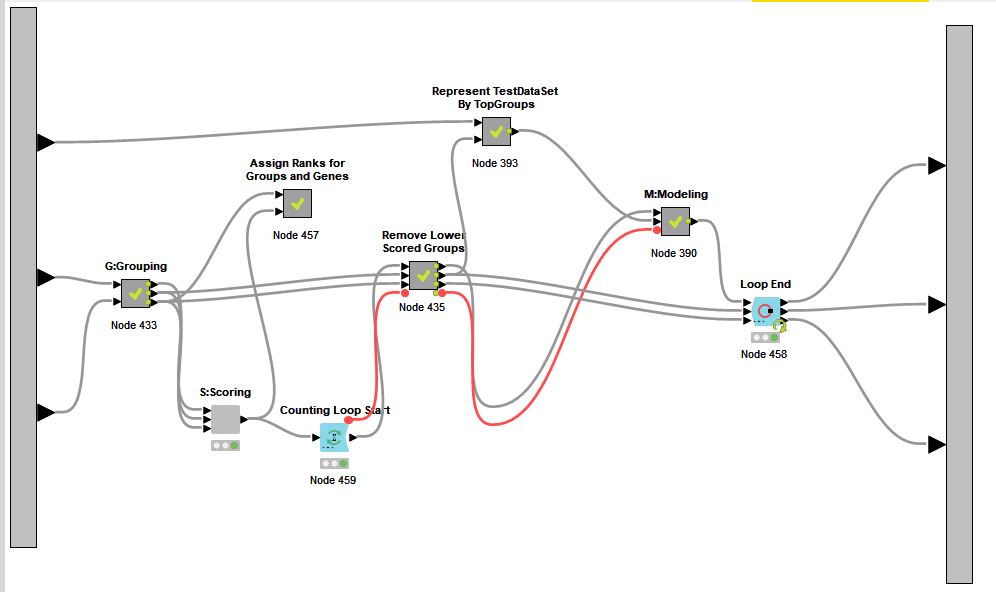 Represent TestDataSet
By TopGroups
Node 393
Assign Ranks for
Groups and Genes
Node 457
M:Modeling
Node 390
Remove Lower
Scored Groups
Node 435
G:Grouping
Node 433
Loop End
Node 458
S:Scoring
Counting Loop Start
Node 459